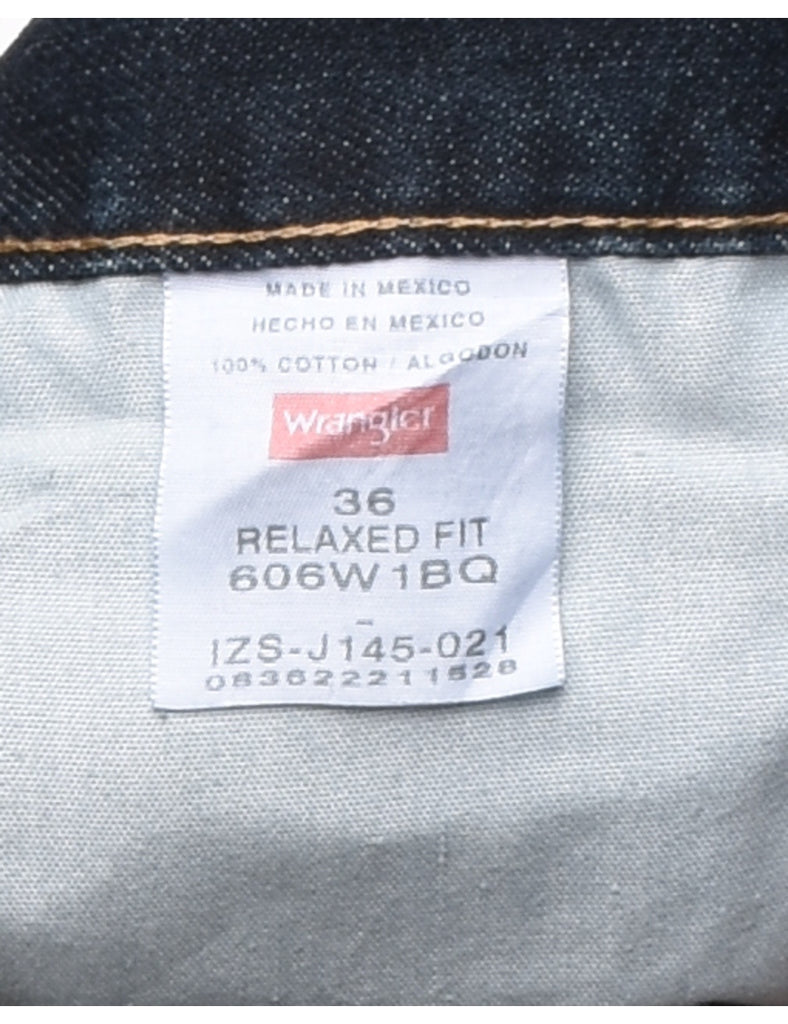 MADE IN MEXICO
HECHO EN MEXICO
100% COTTON / ALGODON
Wrangler
36
RELAXED FIT
606W1BQ
-
IZS-J145-021
083622211528